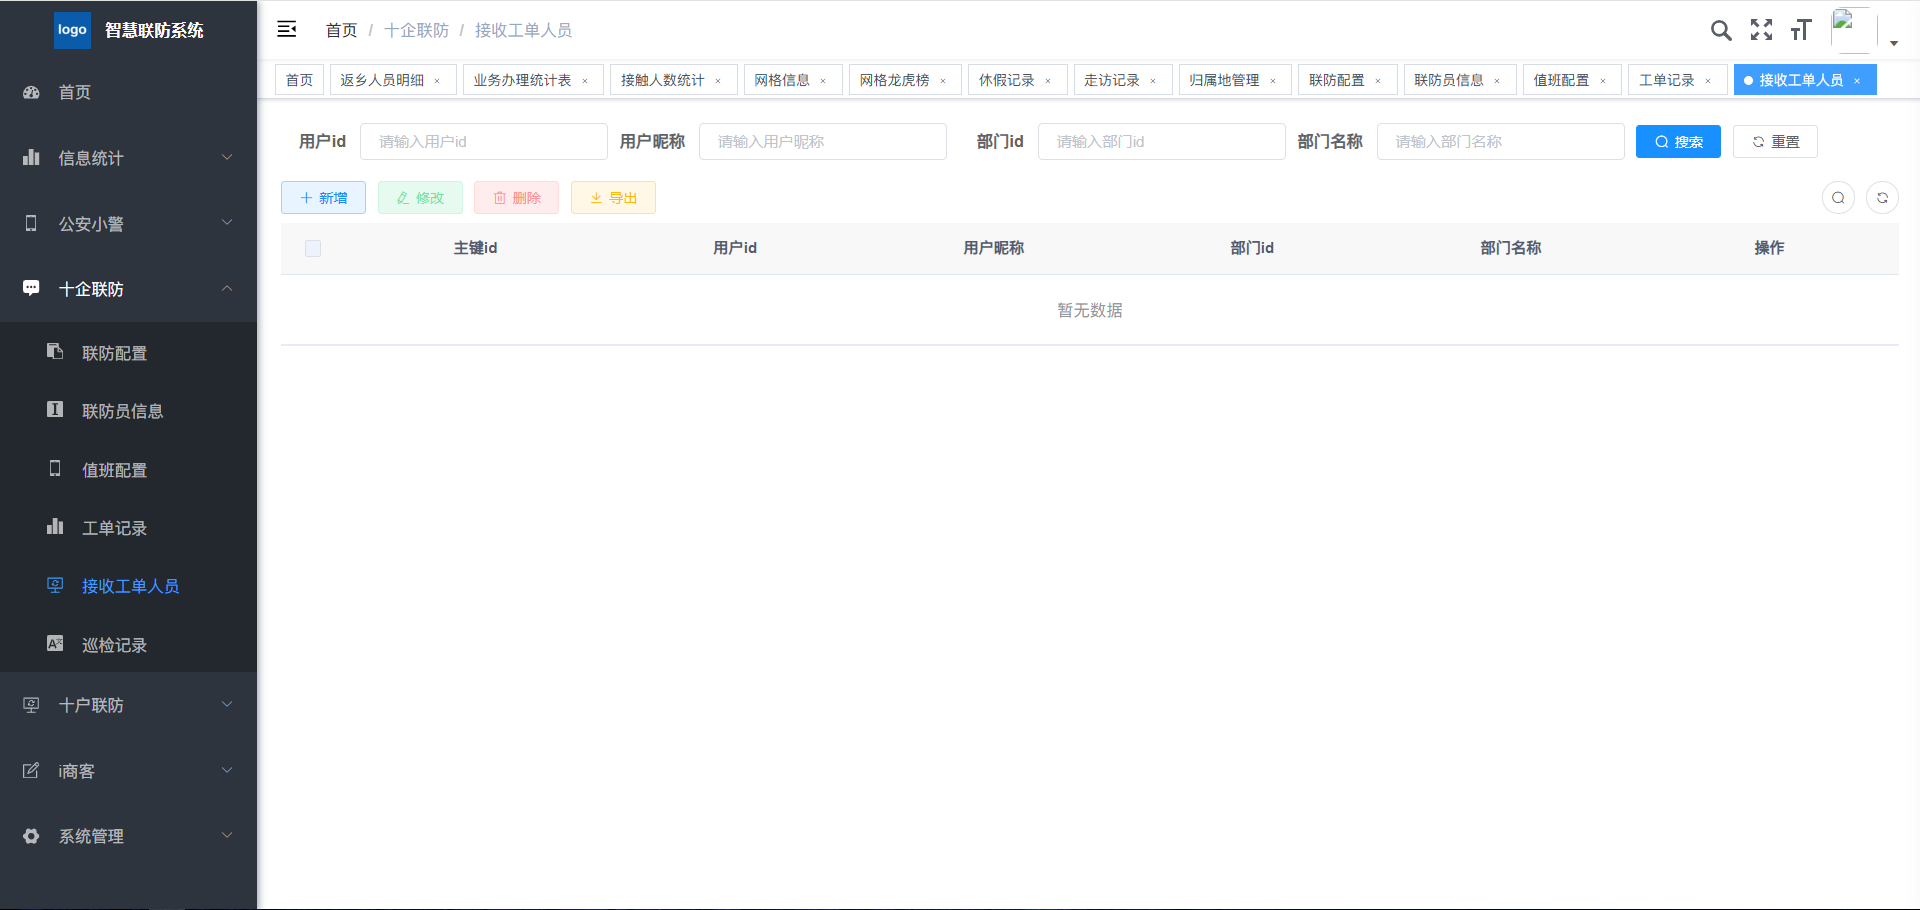 logo 智慧联防系统
首页
信息统计
公安小警
十企联防
联防配置
联防员信息
值班配置
工单记录
接收工单人员
巡检记录
十户联防
i商客
系统管理
首页 / 十企联防 / 接收工单人员
首页 返乡人员明细 × 业务办理统计表 × 接触人数统计 × 网格信息 × 网格龙虎榜 × 休假记录 × 走访记录 × 归属地管理 × 联防配置 × 联防员信息 × 值班配置 × 工单记录 × 接收工单人员 ×
用户id 请输入用户id 用户昵称 请输入用户昵称 部门id 请输入部门id 部门名称 请输入部门名称 搜索 重置
新增 修改 删除 导出
主键id 用户id 用户昵称 部门id 部门名称 操作
暂无数据